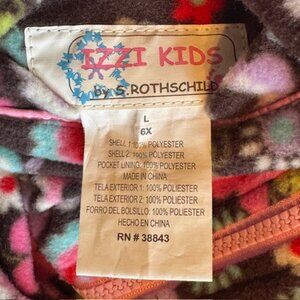 IZZI KIDS
by S. ROTHSCHILD
L
6X
SHELL 1: 100% POLYESTER
SHELL 2: 100% POLYESTER
POCKET LINING: 100% POLYESTER
MADE IN CHINA
TELA EXTERIOR 1: 100% POLIESTER
TELA EXTERIOR 2: 100% POLIESTER
FORRO DEL BOLSILLO: 100% POLIESTER
HECHO EN CHINA
RN # 38843